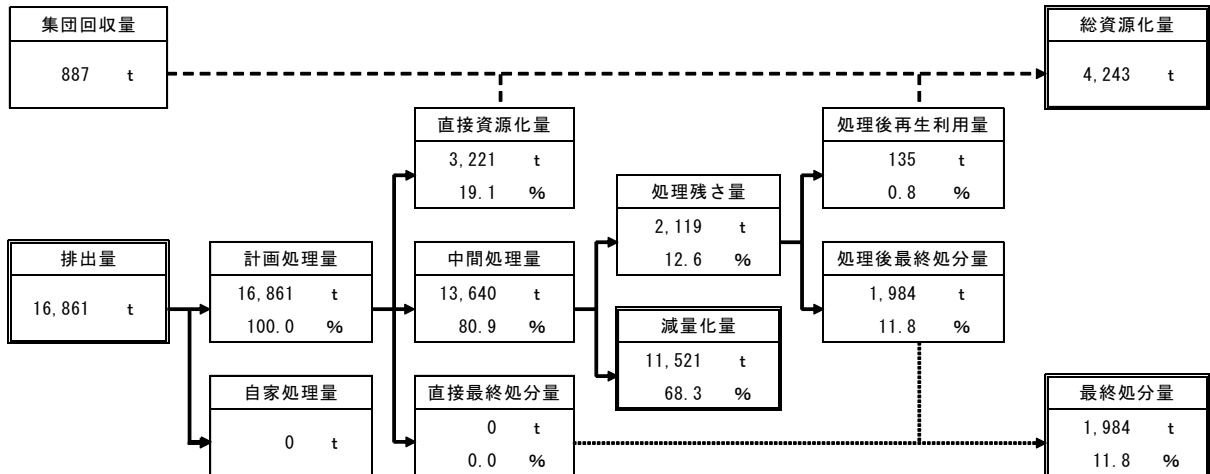 集団回収量
887 t
総資源化量
4,243 t
直接資源化量
3,221 t
19.1 %
処理後再生利用量
135 t
0.8 %
処理残さ量
2,119 t
12.6 %
排出量
16,861 t
計画処理量
16,861 t
100.0 %
中間処理量
13,640 t
80.9 %
処理後最終処分量
1,984 t
11.8 %
減量化量
11,521 t
68.3 %
自家処理量
0 t
直接最終処分量
0 t
0.0 %
最終処分量
1,984 t
11.8 %